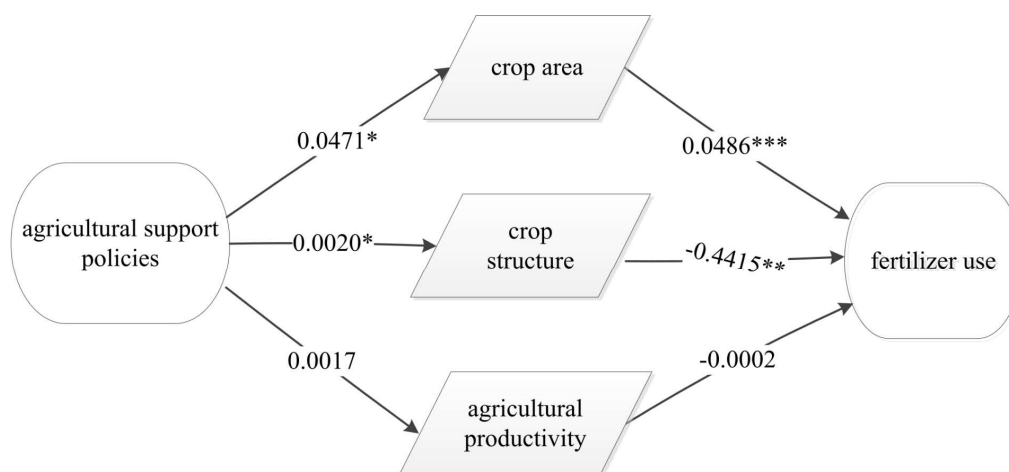 crop area
0.0471*
0.0486***
agricultural support
policies
0.0020*
crop
structure
-0.4415**
fertilizer use
0.0017
-0.0002
agricultural
productivity